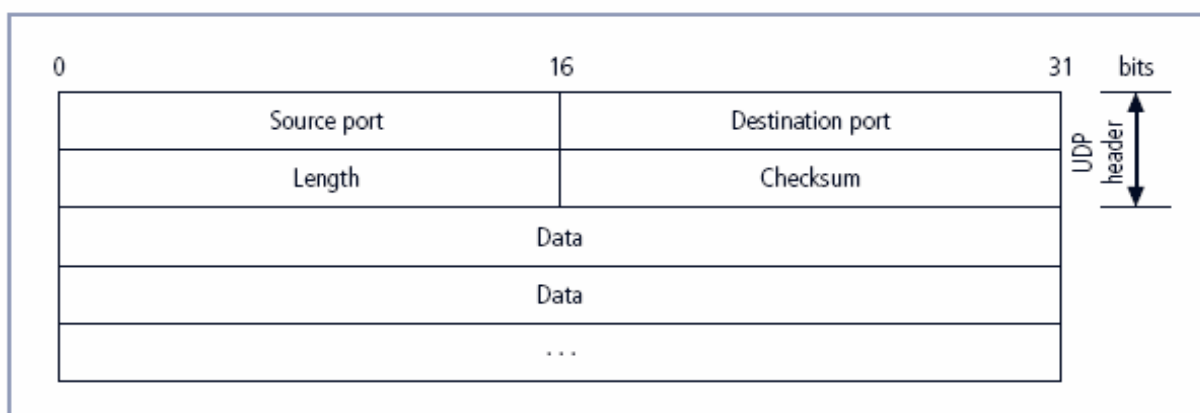 0 16 31 bits
Source port Destination port
Length Checksum
UDP
header
Data
Data
...